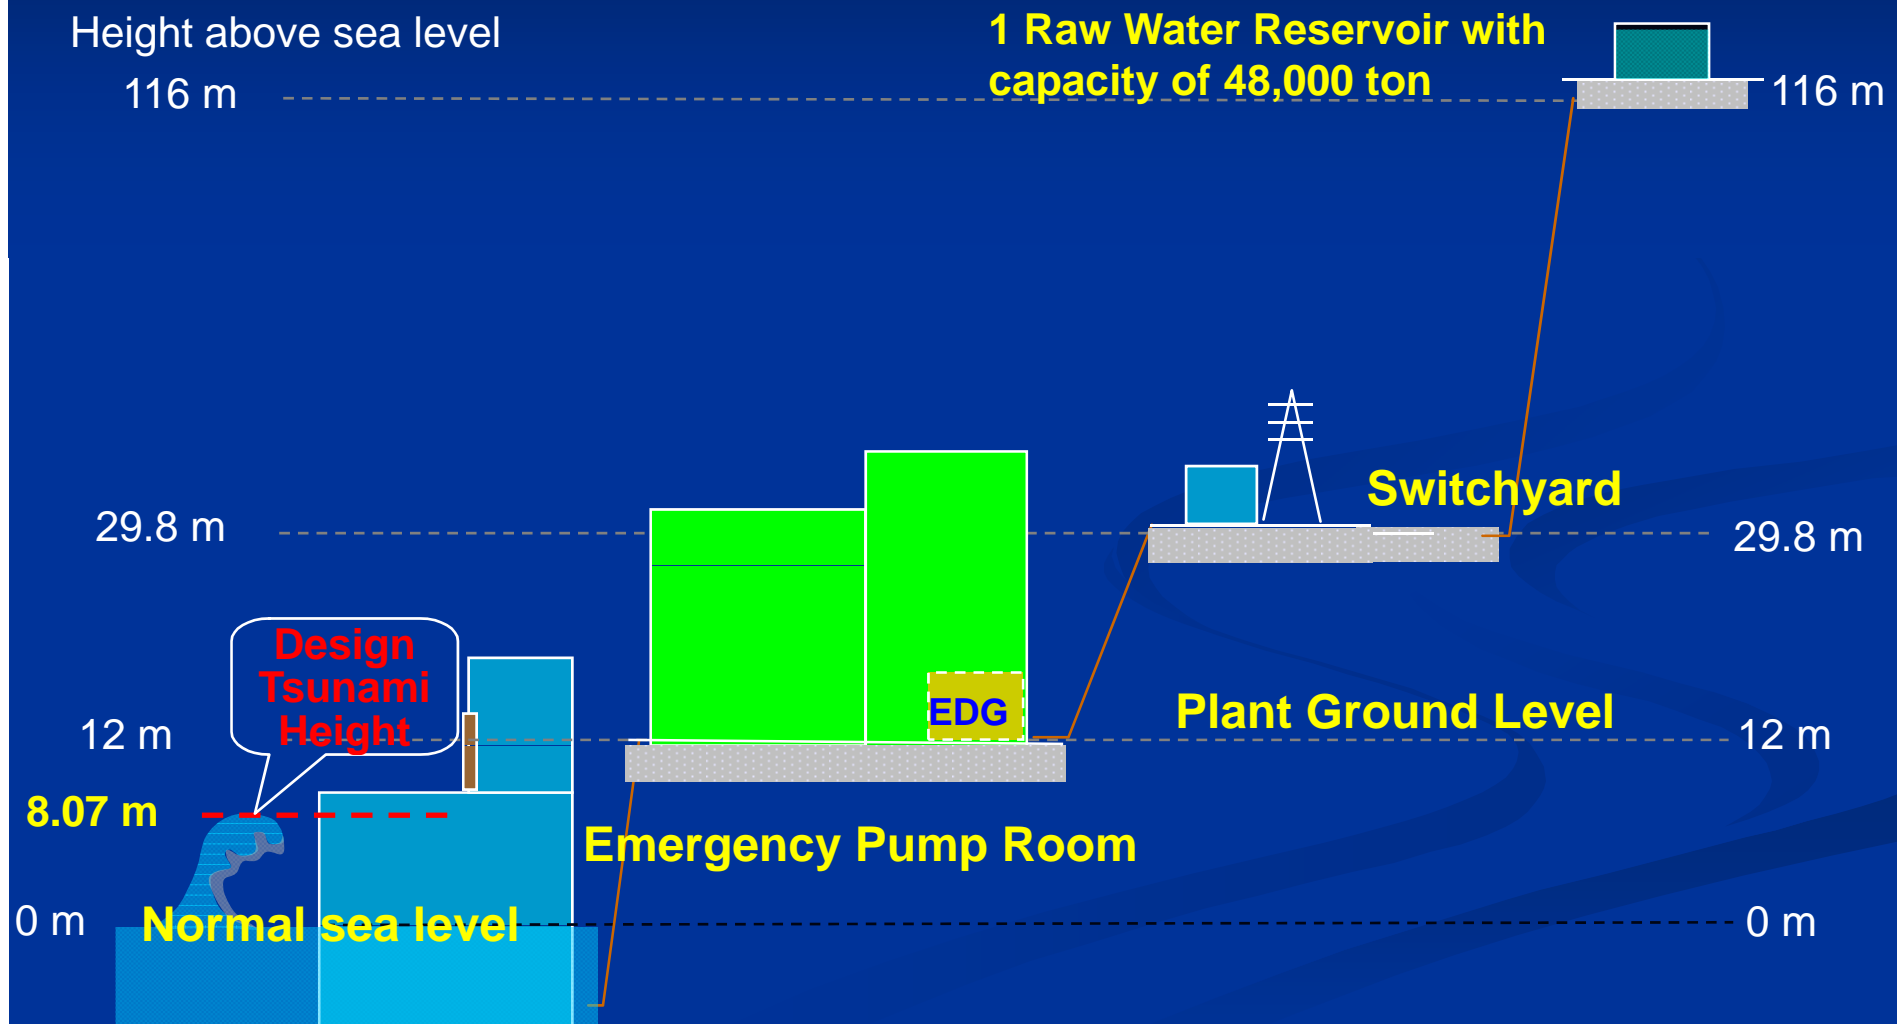 Height above sea level
1 Raw Water Reservoir with
capacity of 48,000 ton
116 m
116 m
Switchyard
29.8 m
29.8 m
Design
Tsunami
Height
EDG
Plant Ground Level
12 m
12 m
8.07 m
Emergency Pump Room
0 m
Normal sea level
0 m